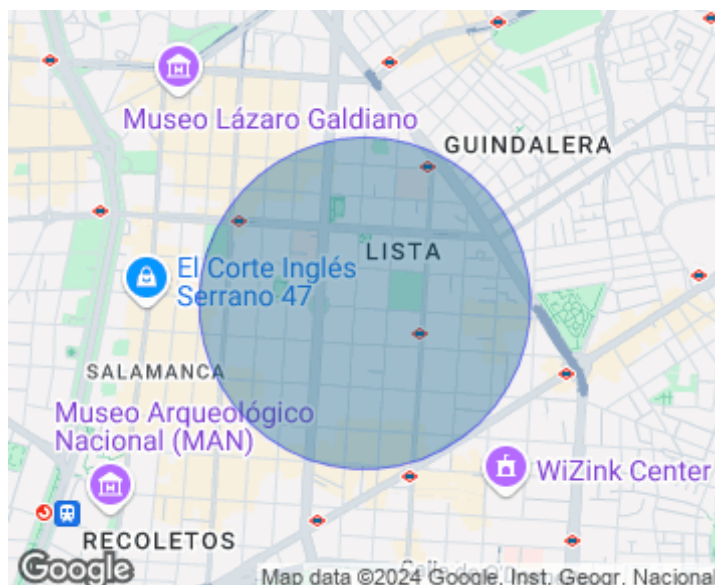 Museo Lázaro Galdiano
GUINDALERA
LISTA
El Corte Inglés
Serrano 47
SALAMANCA
Museo Arqueológico
Nacional (MAN)
WiZink Center
RECOLETOS
Google
Map data ©2024 Google, Inst. Geogr. Nacional